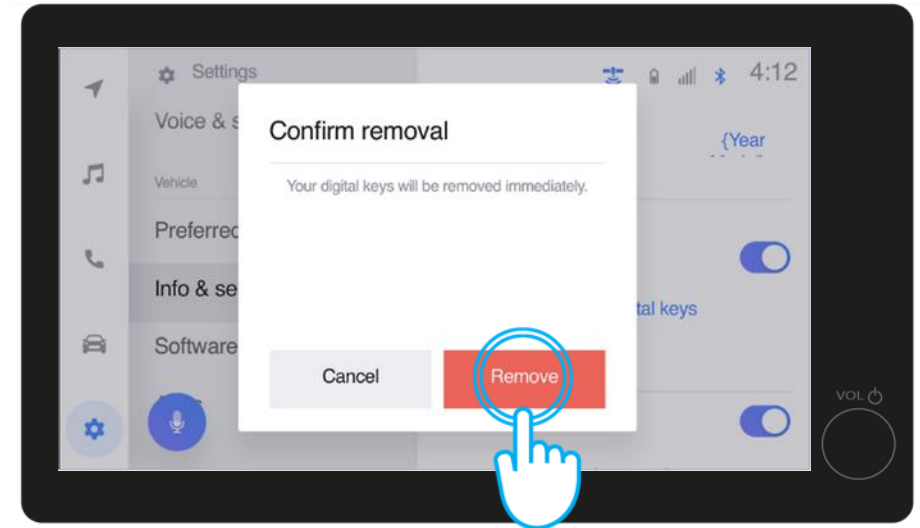 Settings
4:12
Voice & s
Confirm removal
{Year
Vehicle
Your digital keys will be removed immediately.
Preferred
Info & se
tal keys
Software
Cancel
Remove
VOL